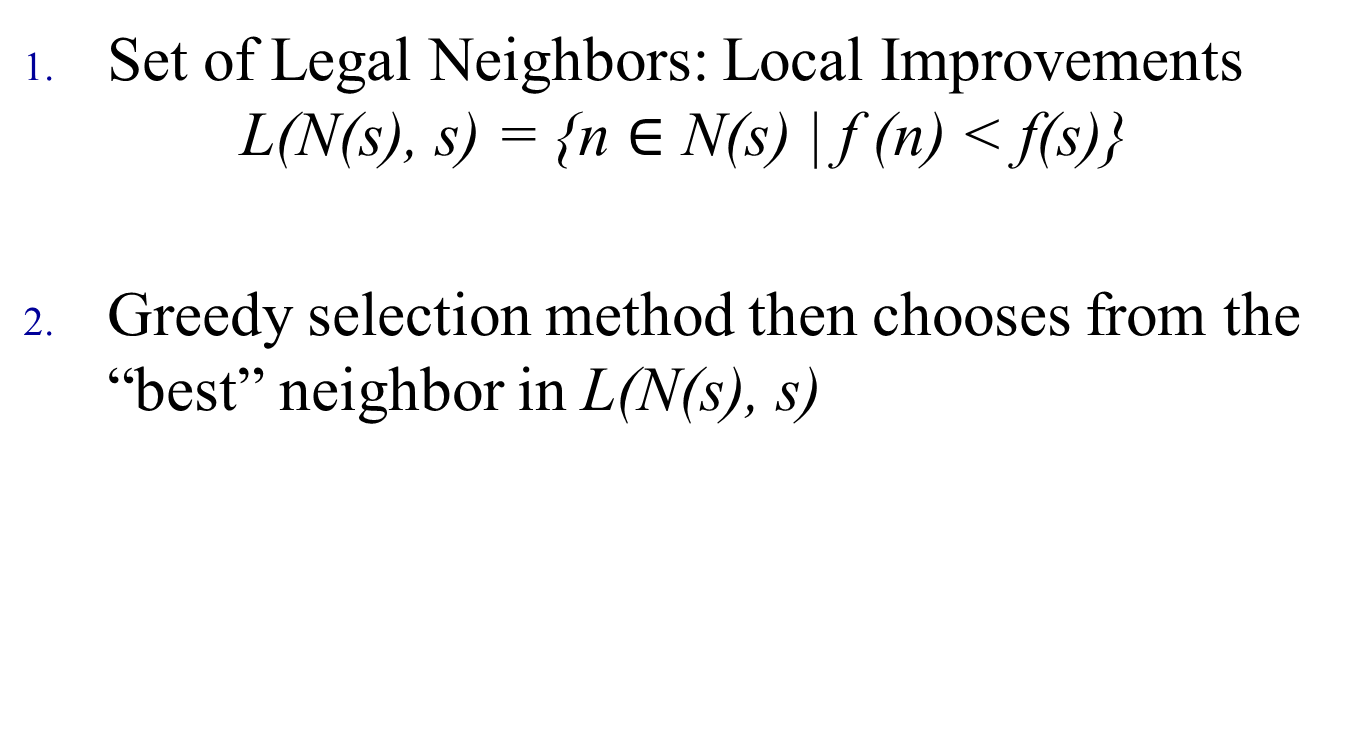 1. Set of Legal Neighbors: Local Improvements
L(N(s), s) = {n ∈ N(s) | f (n) < f(s)}
2. Greedy selection method then chooses from the
“best” neighbor in L(N(s), s)